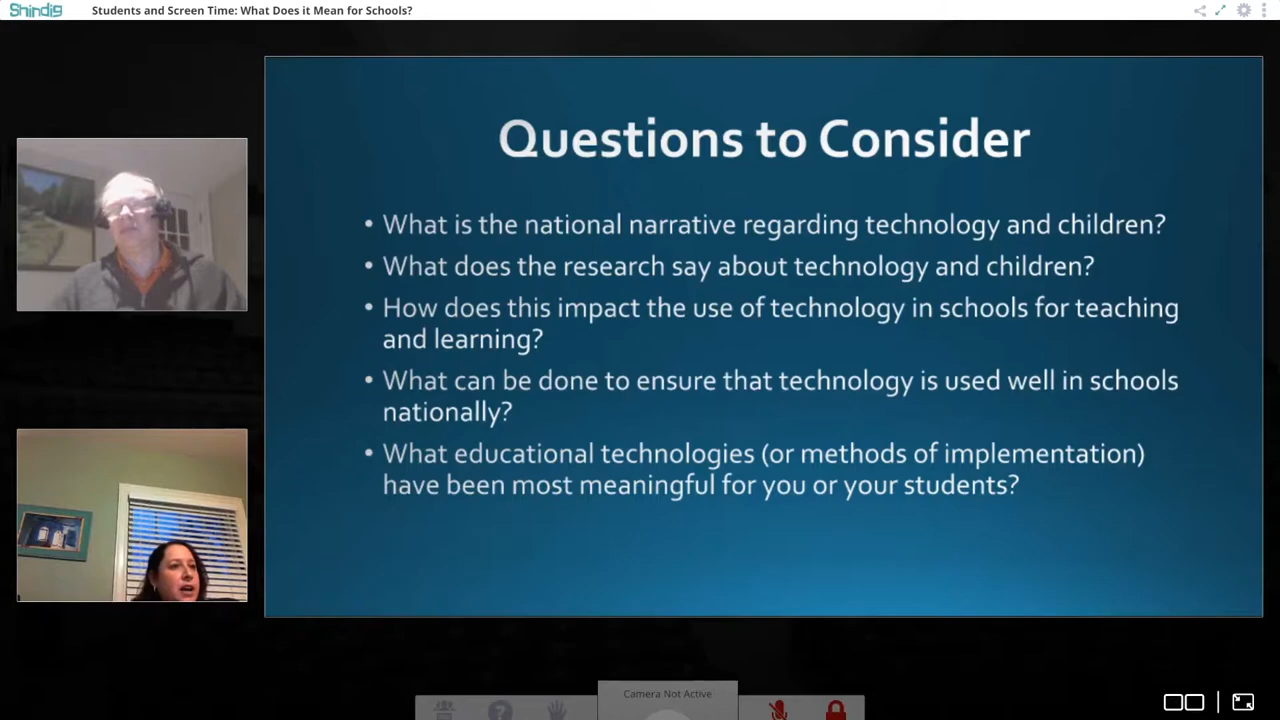 Shindig
Students and Screen Time: What Does it Mean for Schools?
Questions to Consider
• What is the national narrative regarding technology and children?
• What does the research say about technology and children?
• How does this impact the use of technology in schools for teaching
and learning?
• What can be done to ensure that technology is used well in schools
nationally?
• What educational technologies (or methods of implementation)
have been most meaningful for you or your students?
Camera Not Active